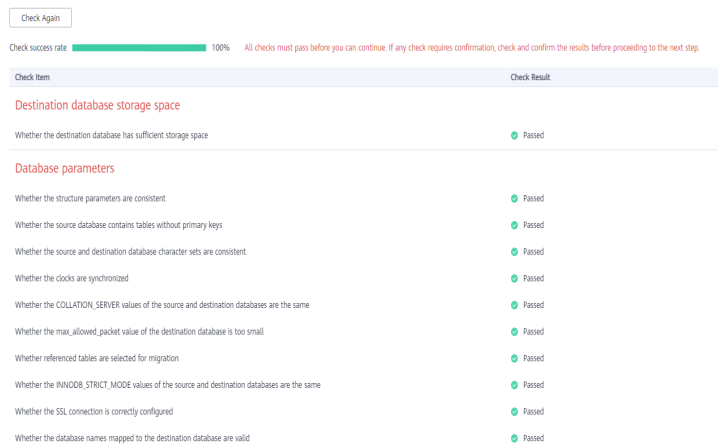 Check Again
Check success rate 100% All checks must pass before you can continue. If any check requires confirmation, check and confirm the results before proceeding to the next step.
Check Item Check Result
Destination database storage space
Whether the destination database has sufficient storage space Passed
Database parameters
Whether the structure parameters are consistent Passed
Whether the source database contains tables without primary keys Passed
Whether the source and destination database character sets are consistent Passed
Whether the clocks are synchronized Passed
Whether the COLLATION_SERVER values of the source and destination databases are the same Passed
Whether the max_allowed_packet value of the destination database is too small Passed
Whether referenced tables are selected for migration Passed
Whether the INNODB_STRICT_MODE values of the source and destination databases are the same Passed
Whether the SSL connection is correctly configured Passed
Whether the database names mapped to the destination database are valid Passed